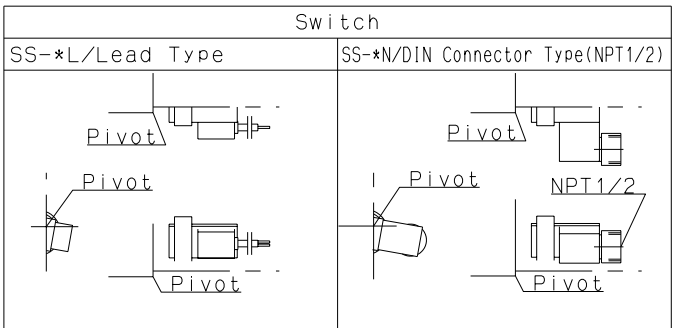 Switch
SS-*L/Lead Type
SS-*N/DIN Connector Type(NPT1/2)
Pivot
Pivot
Pivot
Pivot
Pivot
NPT1/2
Pivot